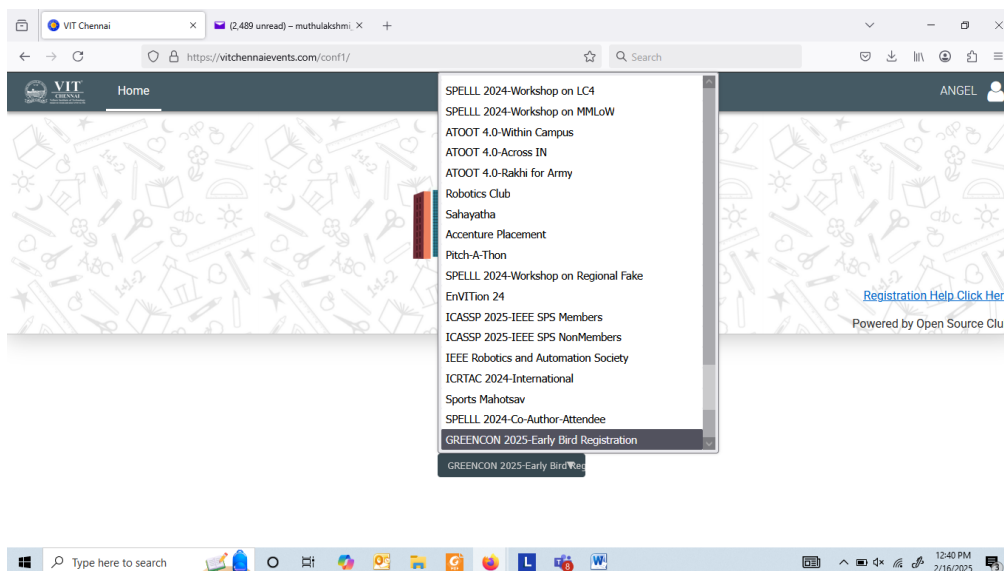 VIT Chennai
(2,489 unread) – muthulakshmi_
https://vitchennaievents.com/conf1/
Search
VIT
CHENNAI
Home
ANGEL
SPELLL 2024-Workshop on LC4
SPELLL 2024-Workshop on MMLoW
ATOOT 4.0-Within Campus
ATOOT 4.0-Across IN
ATOOT 4.0-Rakhi for Army
Robotics Club
Sahayatha
Accenture Placement
Pitch-A-Thon
SPELLL 2024-Workshop on Regional Fake
EnVITion 24
ICASSP 2025-IEEE SPS Members
ICASSP 2025-IEEE SPS NonMembers
IEEE Robotics and Automation Society
ICRTAC 2024-International
Sports Mahotsav
SPELLL 2024-Co-Author-Attendee
GREENCON 2025-Early Bird Registration
GREENCON 2025-Early Bird Reg
Registration Help Click Her
Powered by Open Source Clu
Type here to search
12:40 PM
2/16/2025